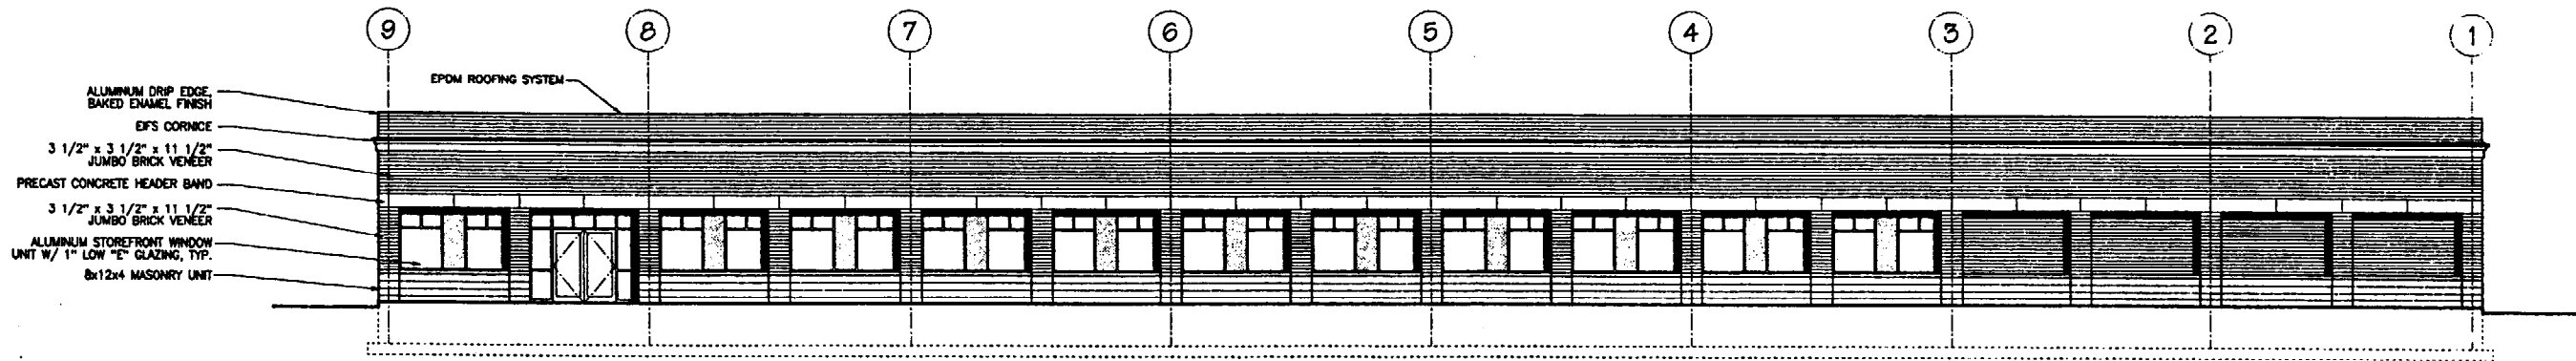 9 8 7 6 5 4 3 2 1
EPDM ROOFING SYSTEM
ALUMINUM DRIP EDGE,
BAKED ENAMEL FINISH
EIFS CORNICE
3 1/2" x 3 1/2" x 11 1/2"
JUMBO BRICK VENEER
PRECAST CONCRETE HEADER BAND
3 1/2" x 3 1/2" x 11 1/2"
JUMBO BRICK VENEER
ALUMINUM STOREFRONT WINDOW
UNIT W/ 1" LOW "E" GLAZING, TYP.
8x12x4 MASONRY UNIT